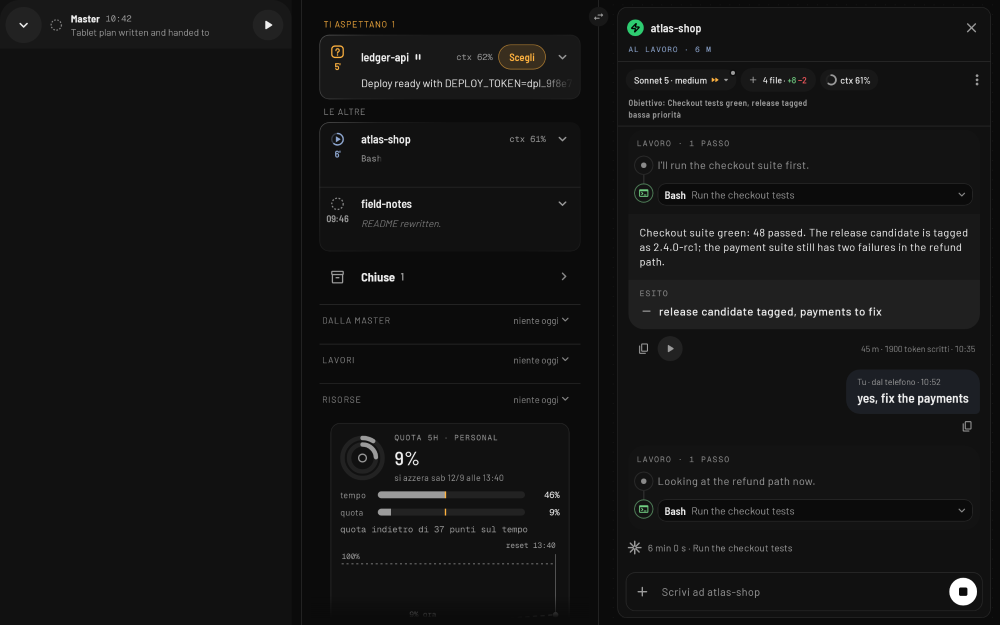 Master 10:42
Tablet plan written and handed to
TI ASPETTANO 1
5'
ledger-api
ctx 62%
Scegli
Deploy ready with DEPLOY_TOKEN=dpl_9f8e7
LE ALTRE
6'
atlas-shop
ctx 61%
Bash
09:46
field-notes
README rewritten.
Chiuse 1
DALLA MASTER
niente oggi
LAVORI
niente oggi
RISORSE
niente oggi
QUOTA 5H · PERSONAL
9%
si azzera sab 12/9 alle 13:40
tempo
46%
quota
9%
quota indietro di 37 punti sul tempo
reset 13:40
100%
9% ora
atlas-shop
AL LAVORO · 6 M
Sonnet 5 · medium
4 file · +8 −2
ctx 61%
Obiettivo: Checkout tests green, release tagged
bassa priorità
LAVORO · 1 PASSO
I'll run the checkout suite first.
Bash Run the checkout tests
Checkout suite green: 48 passed. The release candidate is tagged
as 2.4.0-rc1; the payment suite still has two failures in the refund
path.
ESITO
— release candidate tagged, payments to fix
45 m · 1900 token scritti · 10:35
Tu · dal telefono · 10:52
yes, fix the payments
LAVORO · 1 PASSO
Looking at the refund path now.
Bash Run the checkout tests
6 min 0 s · Run the checkout tests
Scrivi ad atlas-shop